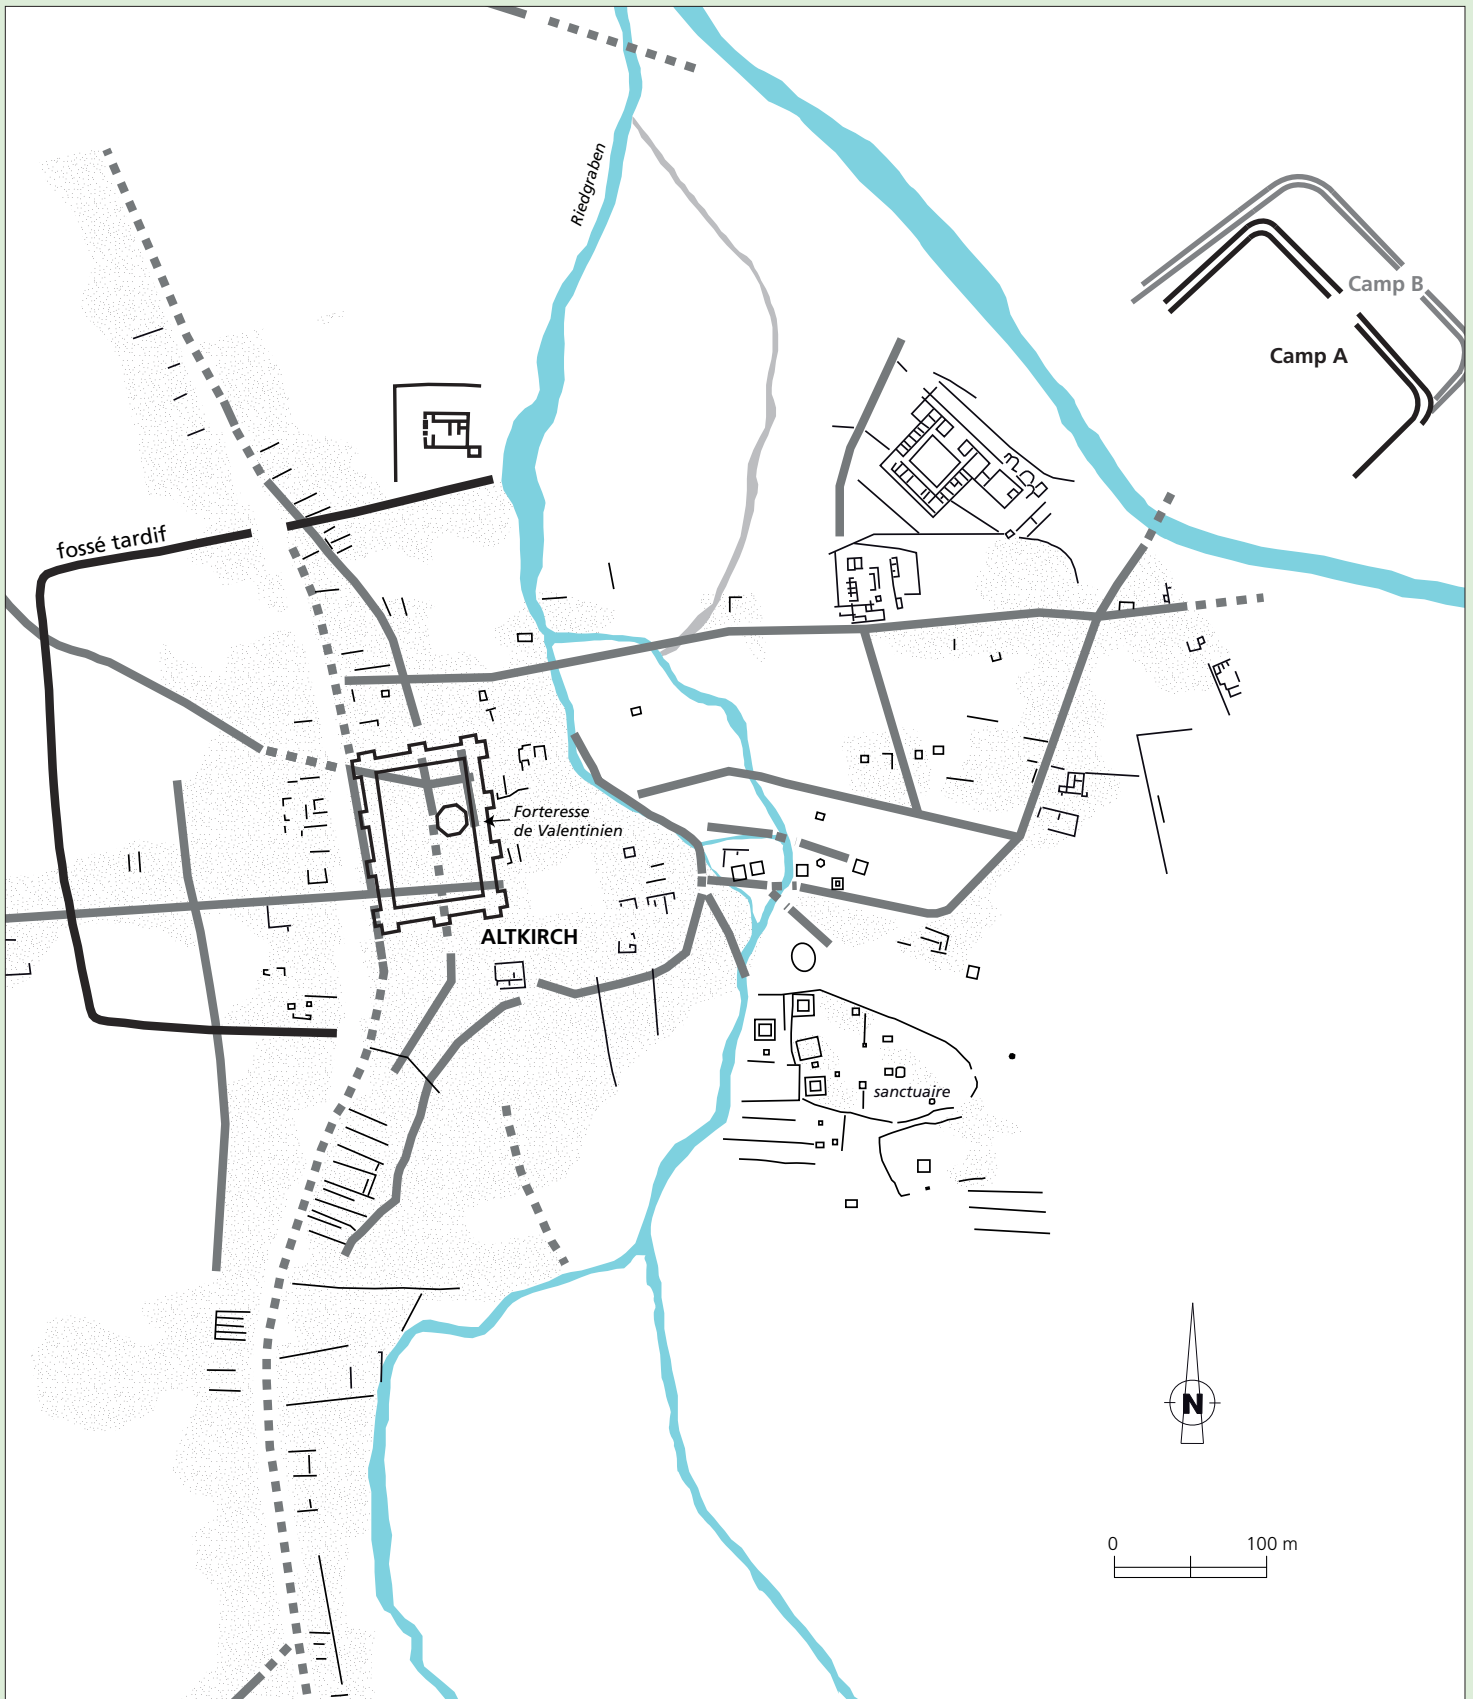 Riedgraben
Camp B
Camp A
fossé tardif
Forteresse
de Valentinien
ALTKIRCH
sanctuaire
N
0 100 m